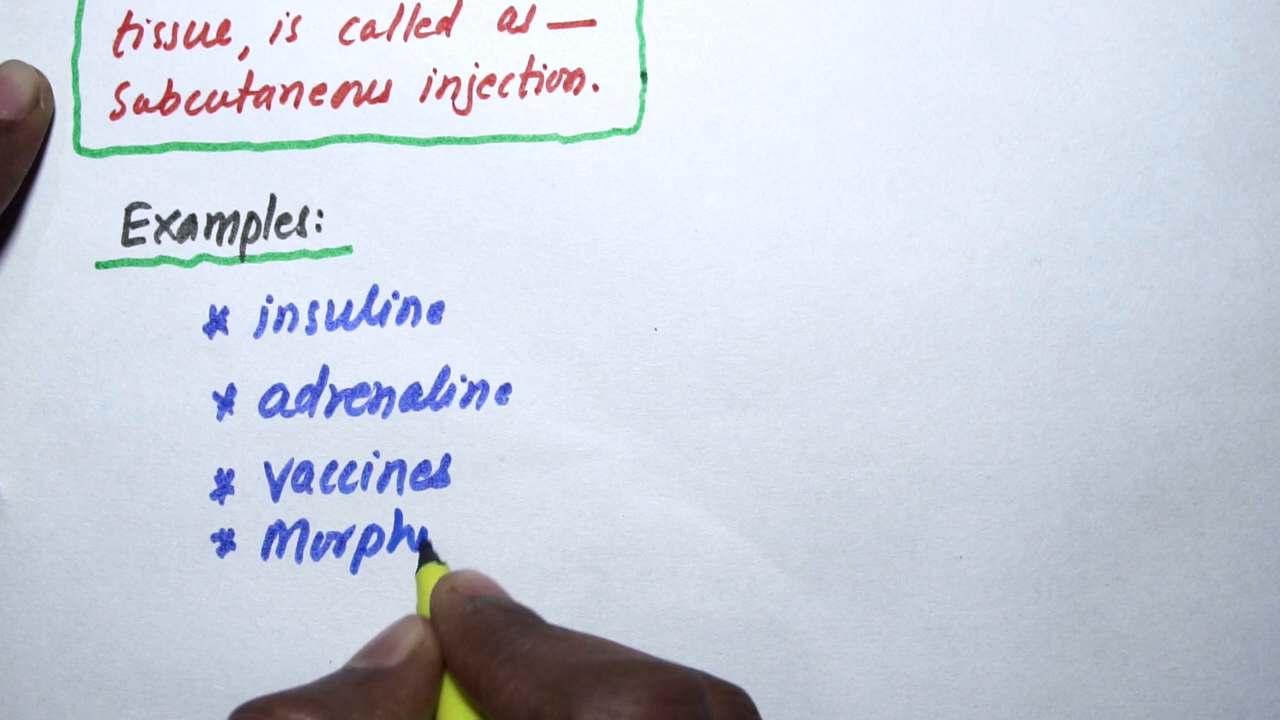 tissue, is called as —
Subcutaneous injection.
Examples:
* insuline
* adrenaline
* vaccines
* Morph